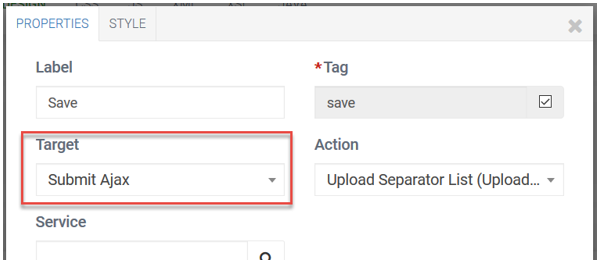 PROPERTIES STYLE
Label *Tag
Save save
Target Action
Submit Ajax Upload Separator List (Upload...
Service